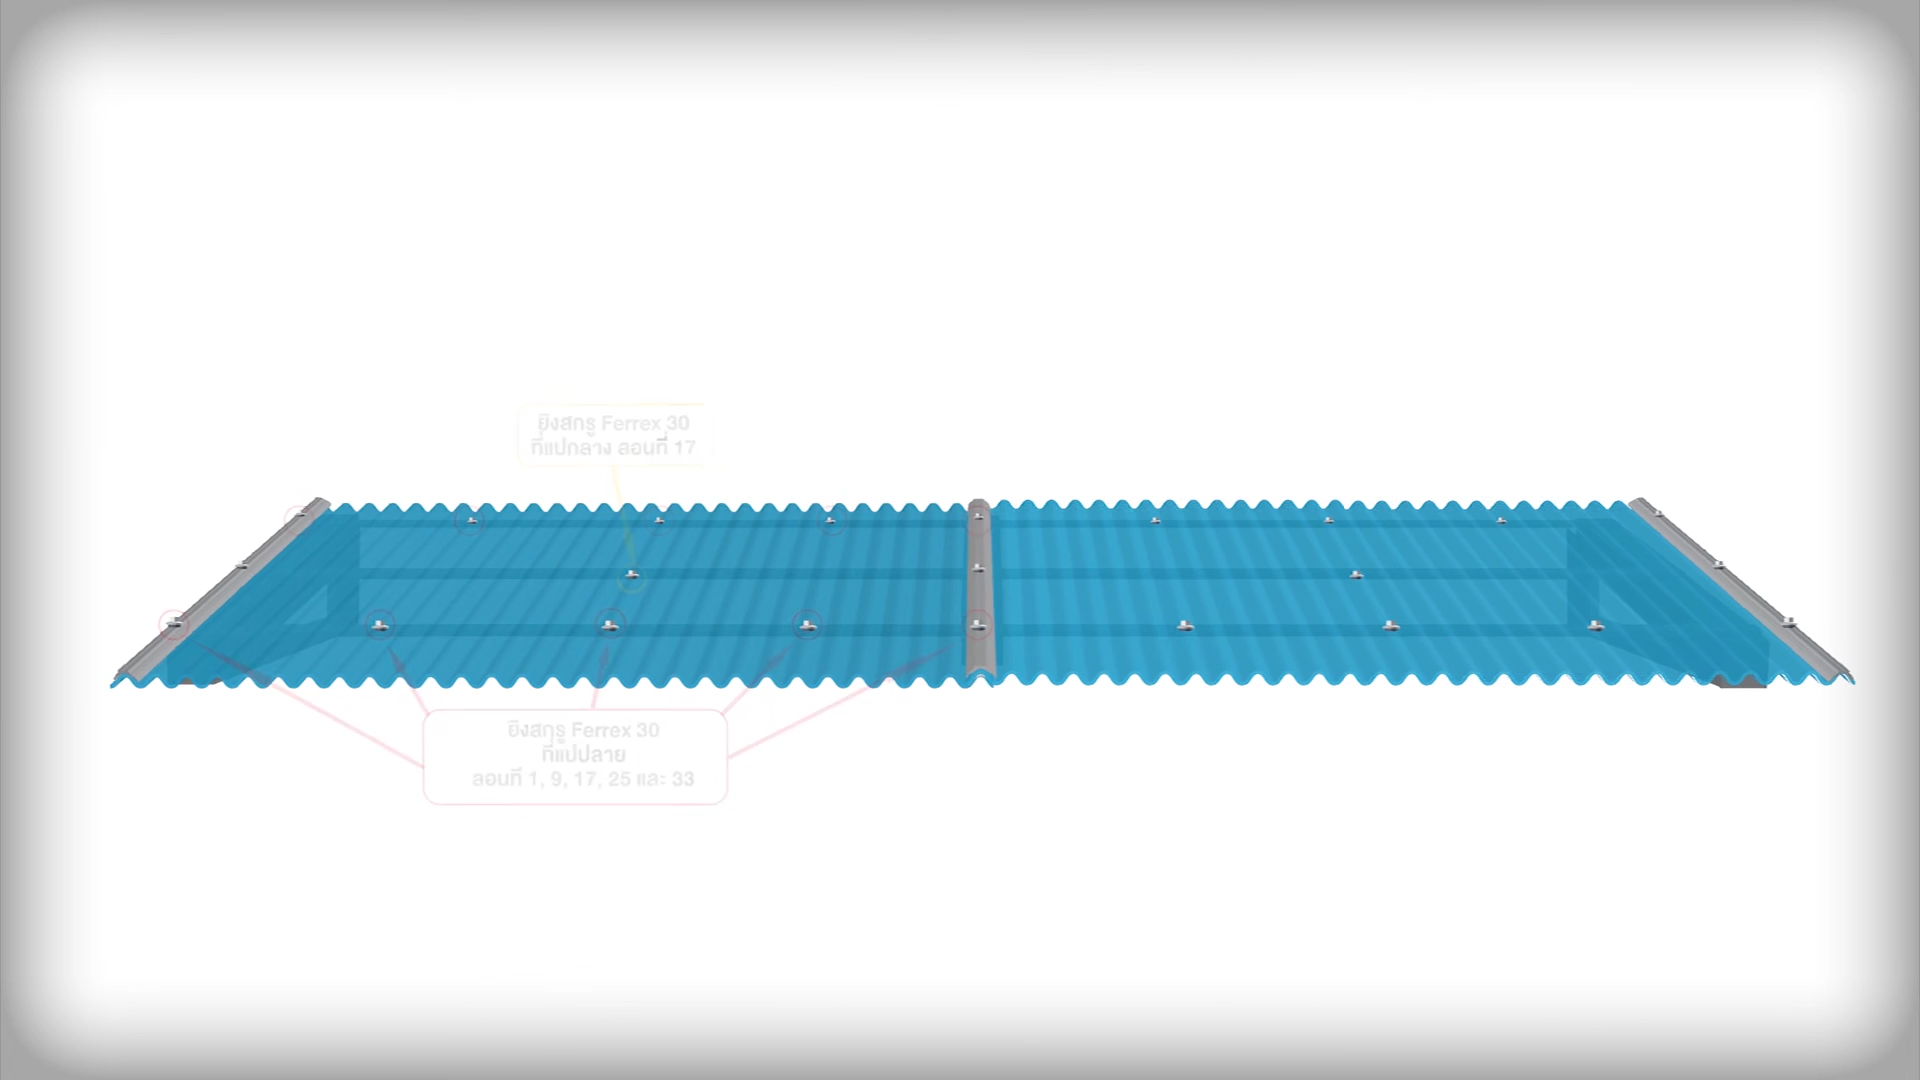 ยิงสกรู Ferrex 30
ที่แปกลาง ลอนที่ 17
ยิงสกรู Ferrex 30
ที่แปปลาย
ลอนที่ 1, 9, 17, 25 และ 33